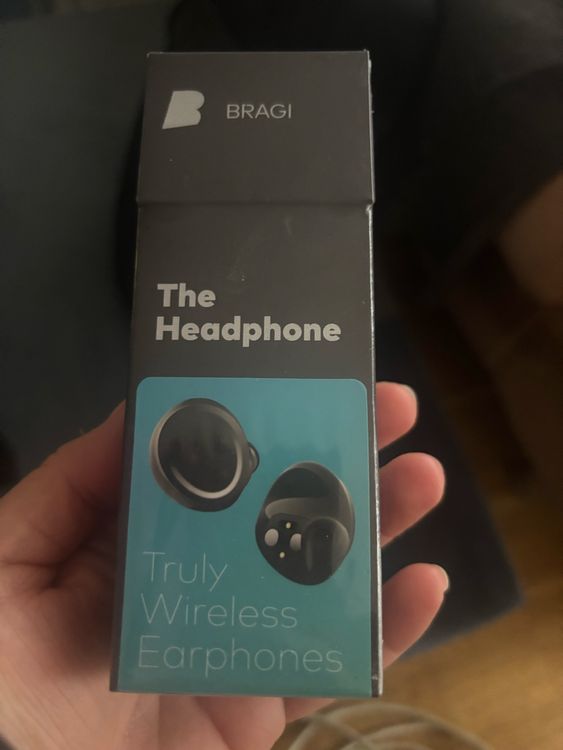 BRAGI
The
Headphone
Truly
Wireless
Earphones